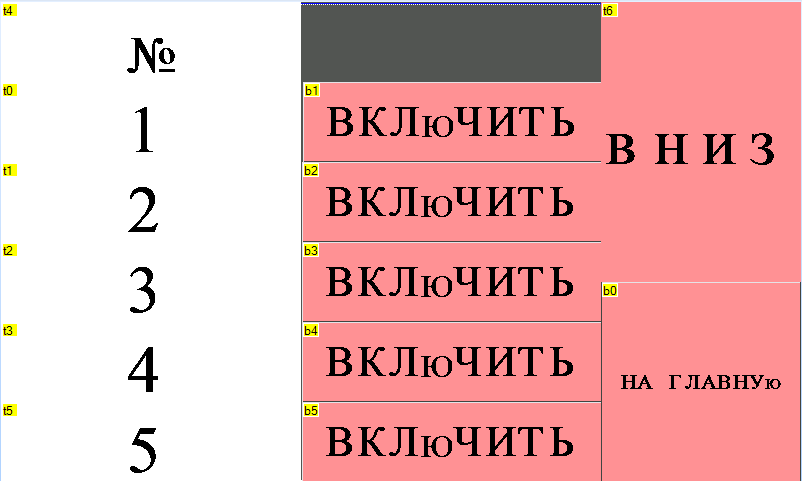 t4
№
t6
t0
1
b1
ВКЛюЧИТЬ
В Н И З
t1
2
b2
ВКЛюЧИТЬ
t2
3
b3
ВКЛюЧИТЬ
b0
НА ГЛАВНУю
t3
4
b4
ВКЛюЧИТЬ
t5
5
b5
ВКЛюЧИТЬ